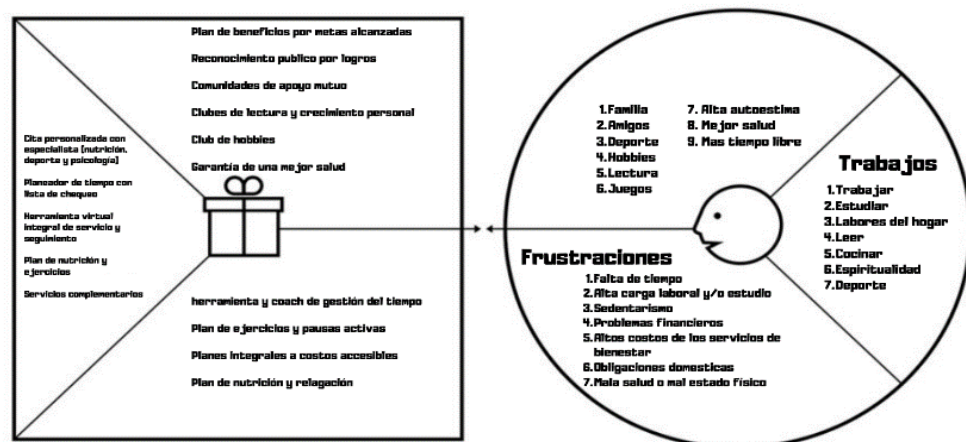 Plan de beneficios por metas alcanzadas
Reconocimiento publico por logros
Comunidades de apoyo mutuo
Clubes de lectura y crecimiento personal
Club de hobbies
Garantía de una mejor salud
Cita personalizada con
especialista [nutrición,
deporte y psicología]
Planeador de tiempo con
lista de chequeo
Herramienta virtual
integral de servicio y
seguimiento
Plan de nutrición y
ejercicios
Servicios complementarios
herramienta y coach de gestión del tiempo
Plan de ejercicios y pausas activas
Planes integrales a costos accesibles
Plan de nutrición y relagación
1.Familia
2.Amigos
3.Deporte
4.Hobbies
5.Lectura
6.Juegos
7. Alta autoestima
8. Mejor salud
9. Mas tiempo libre
Trabajos
1.Trabajar
2.Estudiar
3.Labores del hogar
4.Leer
5.Cocinar
6.Espiritualidad
7.Deporte
Frustraciones
1.Falta de tiempo
2.Alta carga laboral y/o estudio
3.Sedentarismo
4.Problemas financieros
5.Altos costos de los servicios de
bienestar
6.Obligaciones domesticas
7.Mala salud o mal estado físico